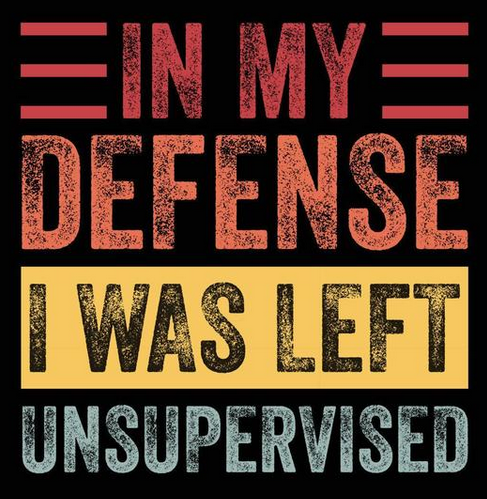 IN MY
DEFENSE
I WAS LEFT
UNSUPERVISED